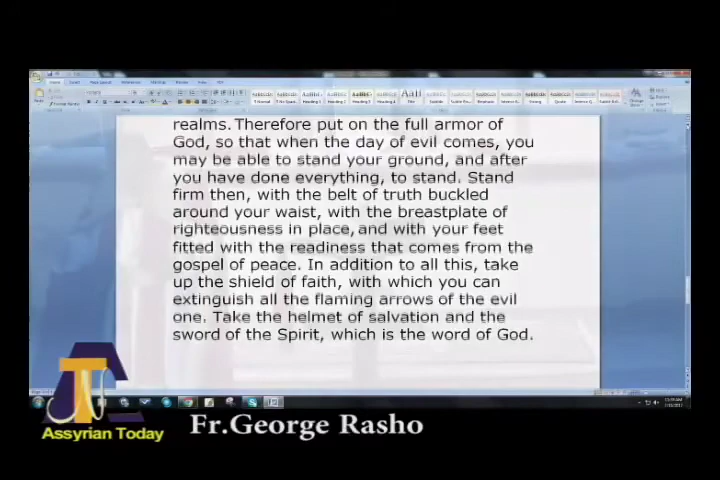 realms. Therefore put on the full armor of
God, so that when the day of evil comes, you
may be able to stand your ground, and after
you have done everything, to stand. Stand
firm then, with the belt of truth buckled
around your waist, with the breastplate of
righteousness in place, and with your feet
fitted with the readiness that comes from the
gospel of peace. In addition to all this, take
up the shield of faith, with which you can
extinguish all the flaming arrows of the evil
one. Take the helmet of salvation and the
sword of the Spirit, which is the word of God.
Assyrian Today
Fr.George Rasho